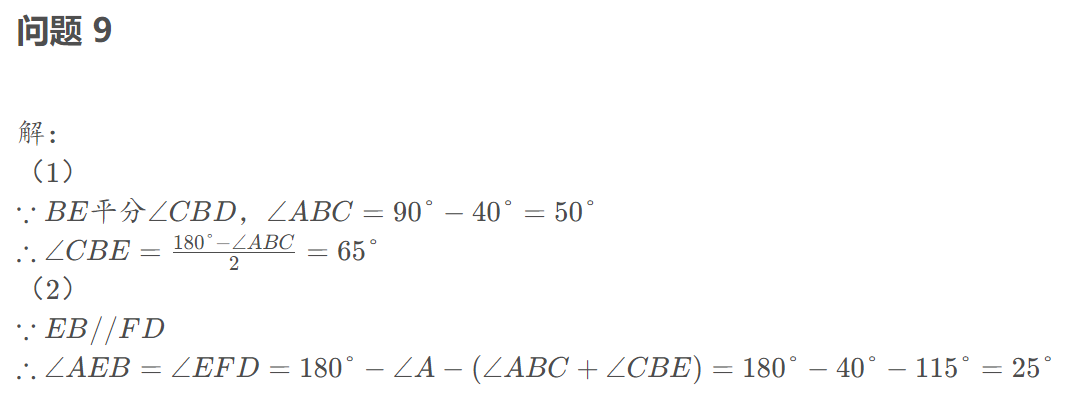 问题 9
解：
（1）
∵ BE平分∠CBD，∠ABC = 90° − 40° = 50°
∴ ∠CBE = \frac{180°−∠ABC}{2} = 65°
（2）
∵ EB//FD
∴ ∠AEB = ∠EFD = 180° − ∠A − (∠ABC + ∠CBE) = 180° − 40° − 115° = 25°